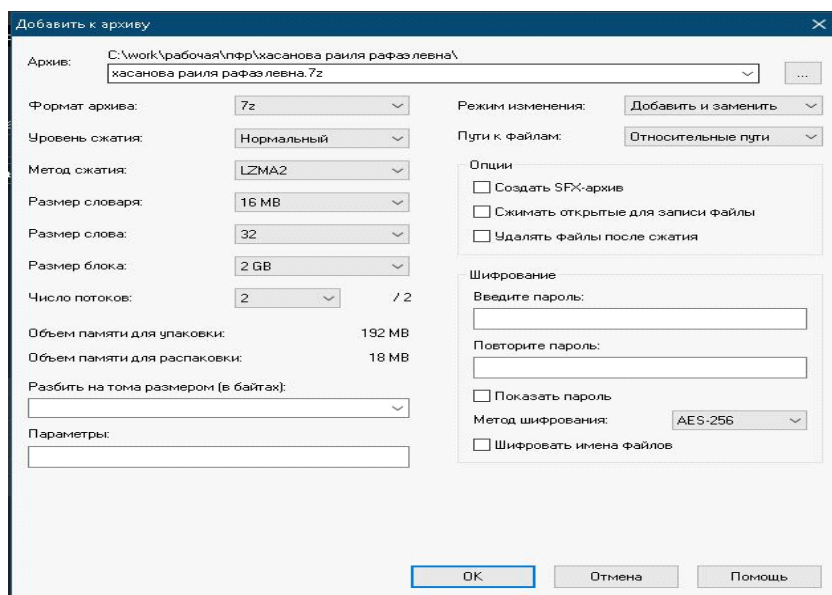 Добавить к архиву
Архив: C:\work\рабочая\пфр\хасанова раиля рафаэлевна\
хасанова раиля рафаэлевна.7z ...
Формат архива: 7z
Уровень сжатия: Нормальный
Метод сжатия: LZMA2
Размер словаря: 16 MB
Размер слова: 32
Размер блока: 2 GB
Число потоков: 2 / 2
Объем памяти для упаковки: 192 MB
Объем памяти для распаковки: 18 MB
Разбить на тома размером (в байтах):
Параметры:
Режим изменения: Добавить и заменить
Пути к файлам: Относительные пути
Опции
Создать SFX-архив
Сжимать открытые для записи файлы
Удалять файлы после сжатия
Шифрование
Введите пароль:
Повторите пароль:
Показать пароль
Метод шифрования: AES-256
Шифровать имена файлов
OK Отмена Помощь